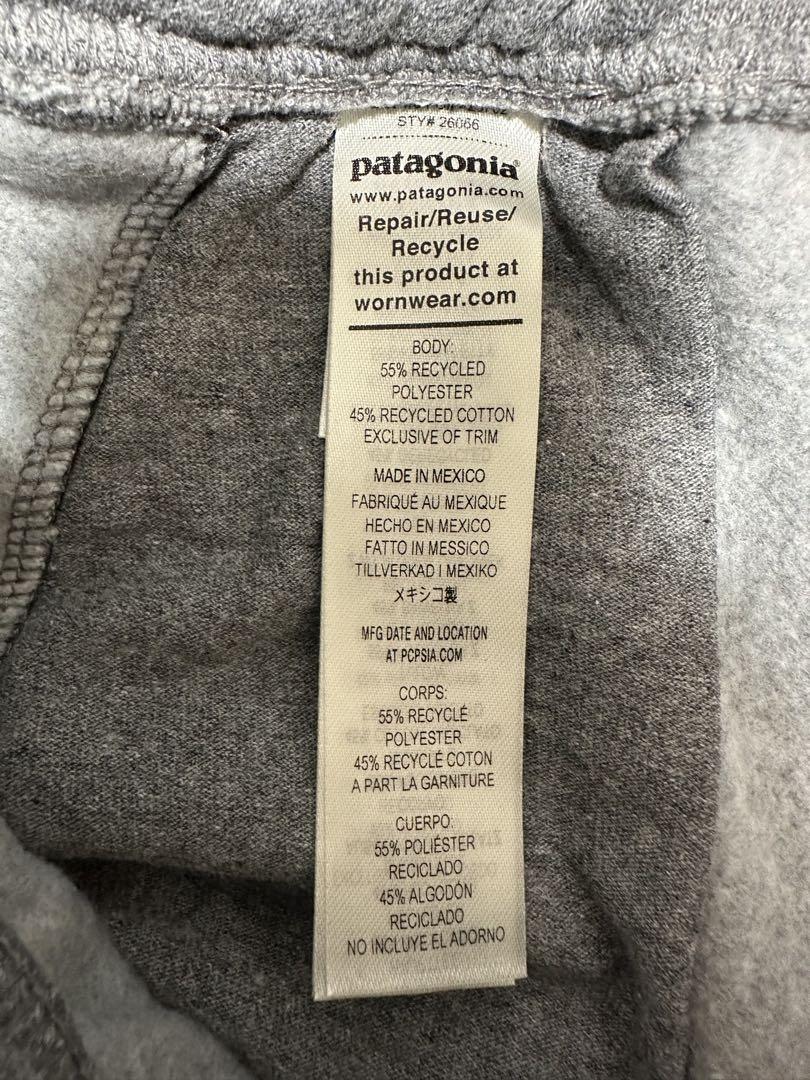 STY# 26066
patagonia®
www.patagonia.com
Repair/Reuse/
Recycle
this product at
wornwear.com
BODY:
55% RECYCLED
POLYESTER
45% RECYCLED COTTON
EXCLUSIVE OF TRIM
MADE IN MEXICO
FABRIQUÉ AU MEXIQUE
HECHO EN MEXICO
FATTO IN MESSICO
TILLVERKAD I MEXIKO
メキシコ製
MFG DATE AND LOCATION
AT PCPSIA.COM
CORPS:
55% RECYCLÉ
POLYESTER
45% RECYCLÉ COTON
A PART LA GARNITURE
CUERPO:
55% POLIÉSTER
RECICLADO
45% ALGODÓN
RECICLADO
NO INCLUYE EL ADORNO